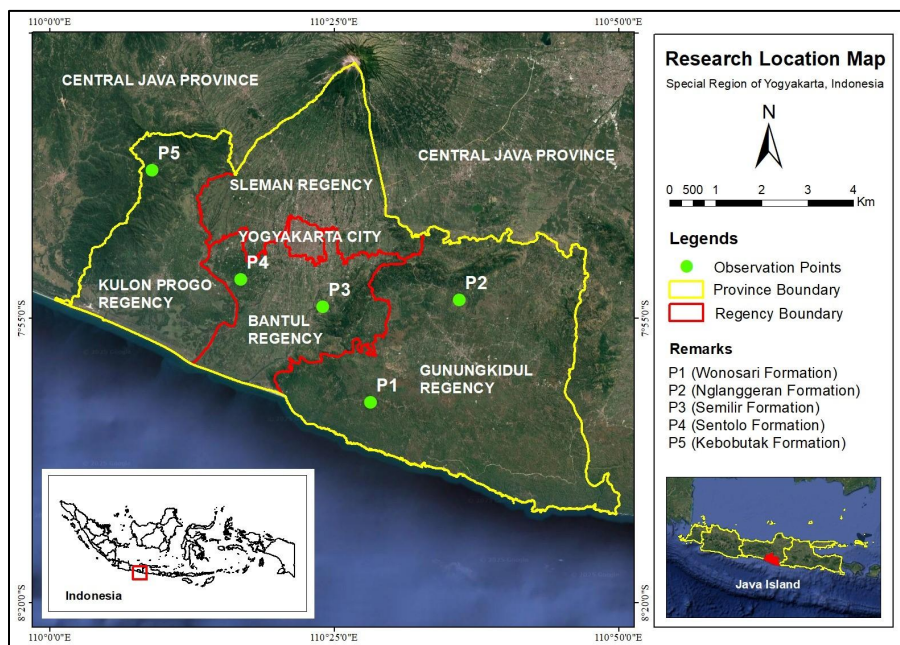 110°0'0"E
110°25'0"E
110°50'0"E
CENTRAL JAVA PROVINCE
P5
CENTRAL JAVA PROVINCE
SLEMAN REGENCY
YOGYAKARTA CITY
P4
KULON PROGO
REGENCY
P3
P2
BANTUL
REGENCY
GUNUNGKIDUL
REGENCY
P1
7°55'0"S
7°55'0"S
8°20'0"S
8°20'0"S
Indonesia
110°0'0"E
110°25'0"E
110°50'0"E
Research Location Map
Special Region of Yogyakarta, Indonesia
N
0 500 1 2 3 4
Km
Legends
Observation Points
Province Boundary
Regency Boundary
Remarks
P1 (Wonosari Formation)
P2 (Nglanggeran Formation)
P3 (Semilir Formation)
P4 (Sentolo Formation)
P5 (Kebobutak Formation)
Java Island